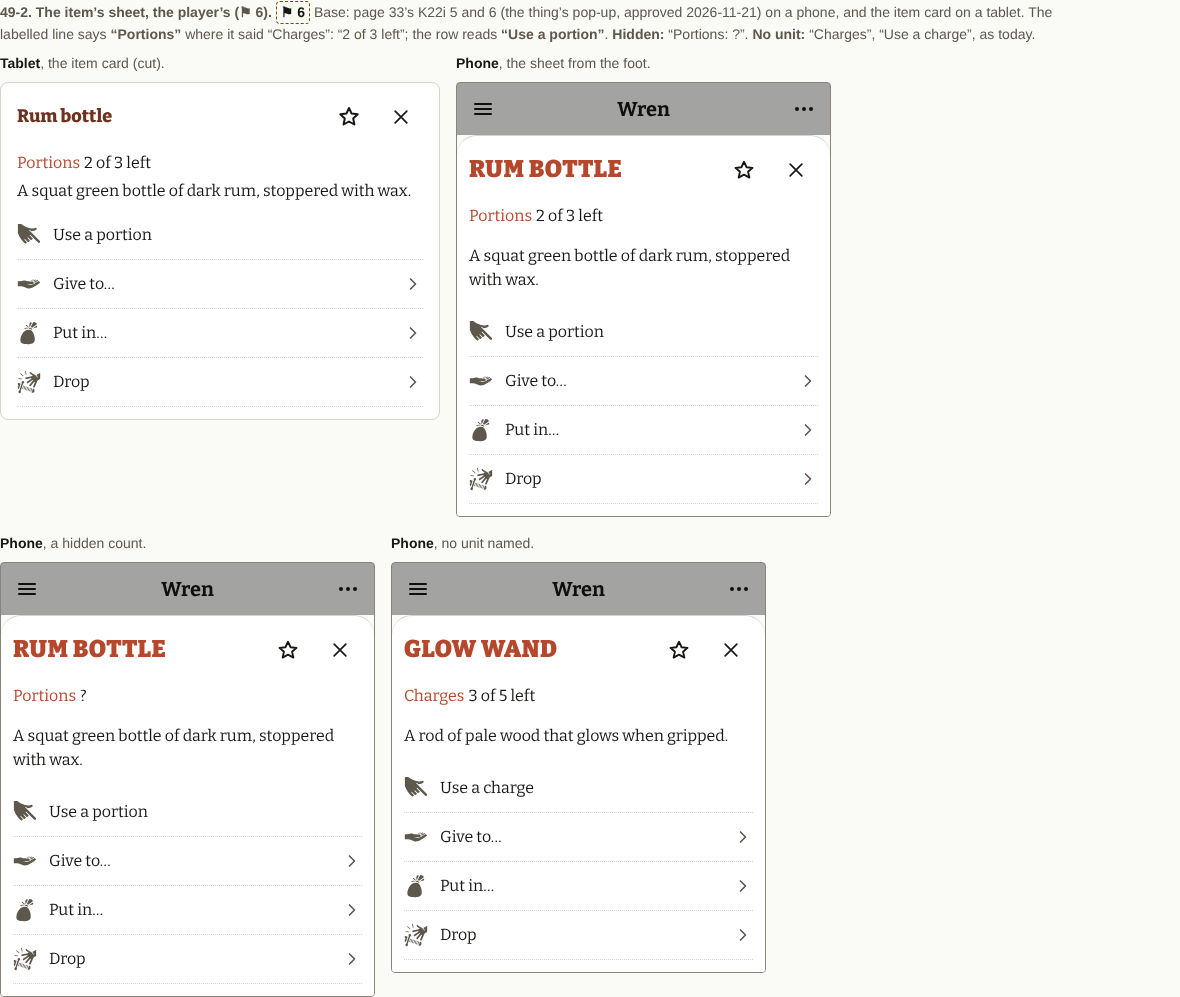 49-2. The item’s sheet, the player’s (⚑ 6). ⚑ 6 Base: page 33’s K22i 5 and 6 (the thing’s pop-up, approved 2026-11-21) on a phone, and the item card on a tablet. The
labelled line says “Portions” where it said “Charges”: “2 of 3 left”; the row reads “Use a portion”. Hidden: “Portions: ?”. No unit: “Charges”, “Use a charge”, as today.
Tablet, the item card (cut).
Rum bottle
Portions 2 of 3 left
A squat green bottle of dark rum, stoppered with wax.
Use a portion
Give to...
Put in...
Drop
Phone, the sheet from the foot.
Wren
RUM BOTTLE
Portions 2 of 3 left
A squat green bottle of dark rum, stoppered
with wax.
Use a portion
Give to...
Put in...
Drop
Phone, a hidden count.
Wren
RUM BOTTLE
Portions ?
A squat green bottle of dark rum, stoppered
with wax.
Use a portion
Give to...
Put in...
Drop
Phone, no unit named.
Wren
GLOW WAND
Charges 3 of 5 left
A rod of pale wood that glows when gripped.
Use a charge
Give to...
Put in...
Drop